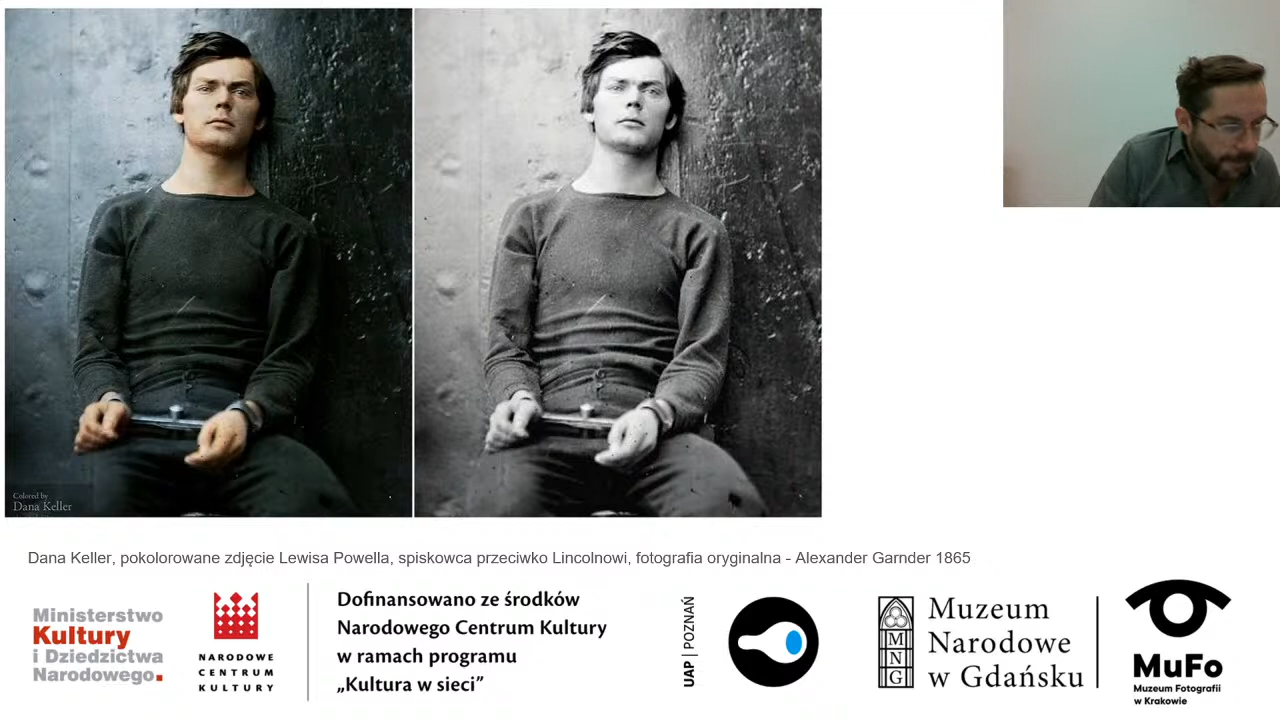 Colored by
Dana Keller
Dana Keller, pokolorowane zdjęcie Lewisa Powella, spiskowca przeciwko Lincolnowi, fotografia oryginalna - Alexander Garnder 1865
Ministerstwo
Kultury
i Dziedzictwa
Narodowego.
NARODOWE
CENTRUM
KULTURY
Dofinansowano ze środków
Narodowego Centrum Kultury
w ramach programu
„Kultura w sieci”
UAP | POZNAŃ
MNG
Muzeum
Narodowe
w Gdańsku
MuFo
Muzeum Fotografii
w Krakowie